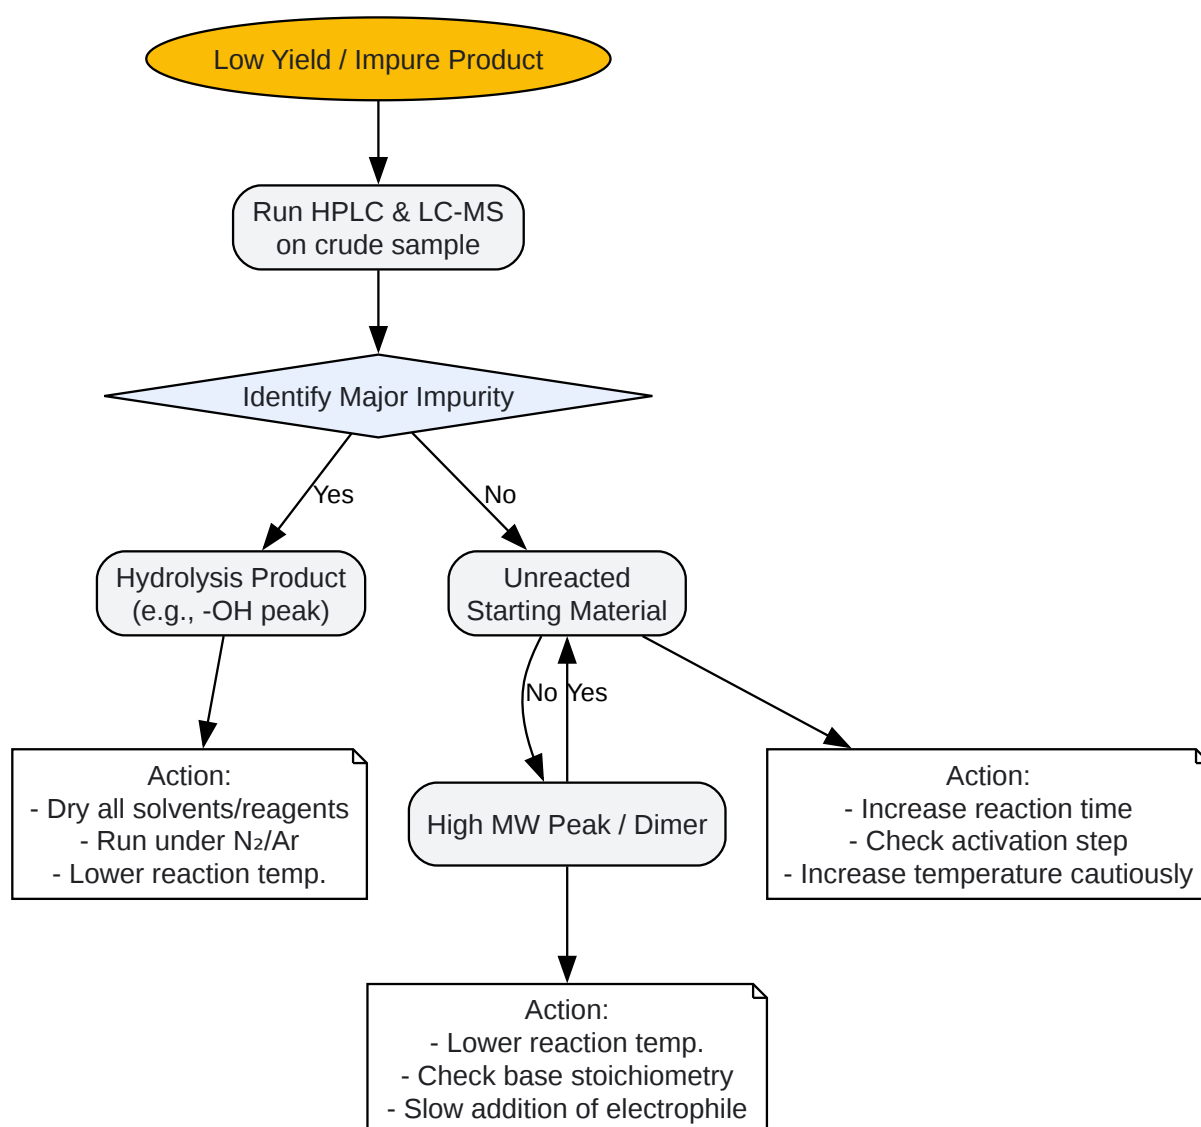 Low Yield / Impure Product
Run HPLC & LC-MS
on crude sample
Identify Major Impurity
Yes
No
Hydrolysis Product
(e.g., -OH peak)
Unreacted
Starting Material
No
Yes
Action:
- Dry all solvents/reagents
- Run under N₂/Ar
- Lower reaction temp.
High MW Peak / Dimer
Action:
- Increase reaction time
- Check activation step
- Increase temperature cautiously
Action:
- Lower reaction temp.
- Check base stoichiometry
- Slow addition of electrophile